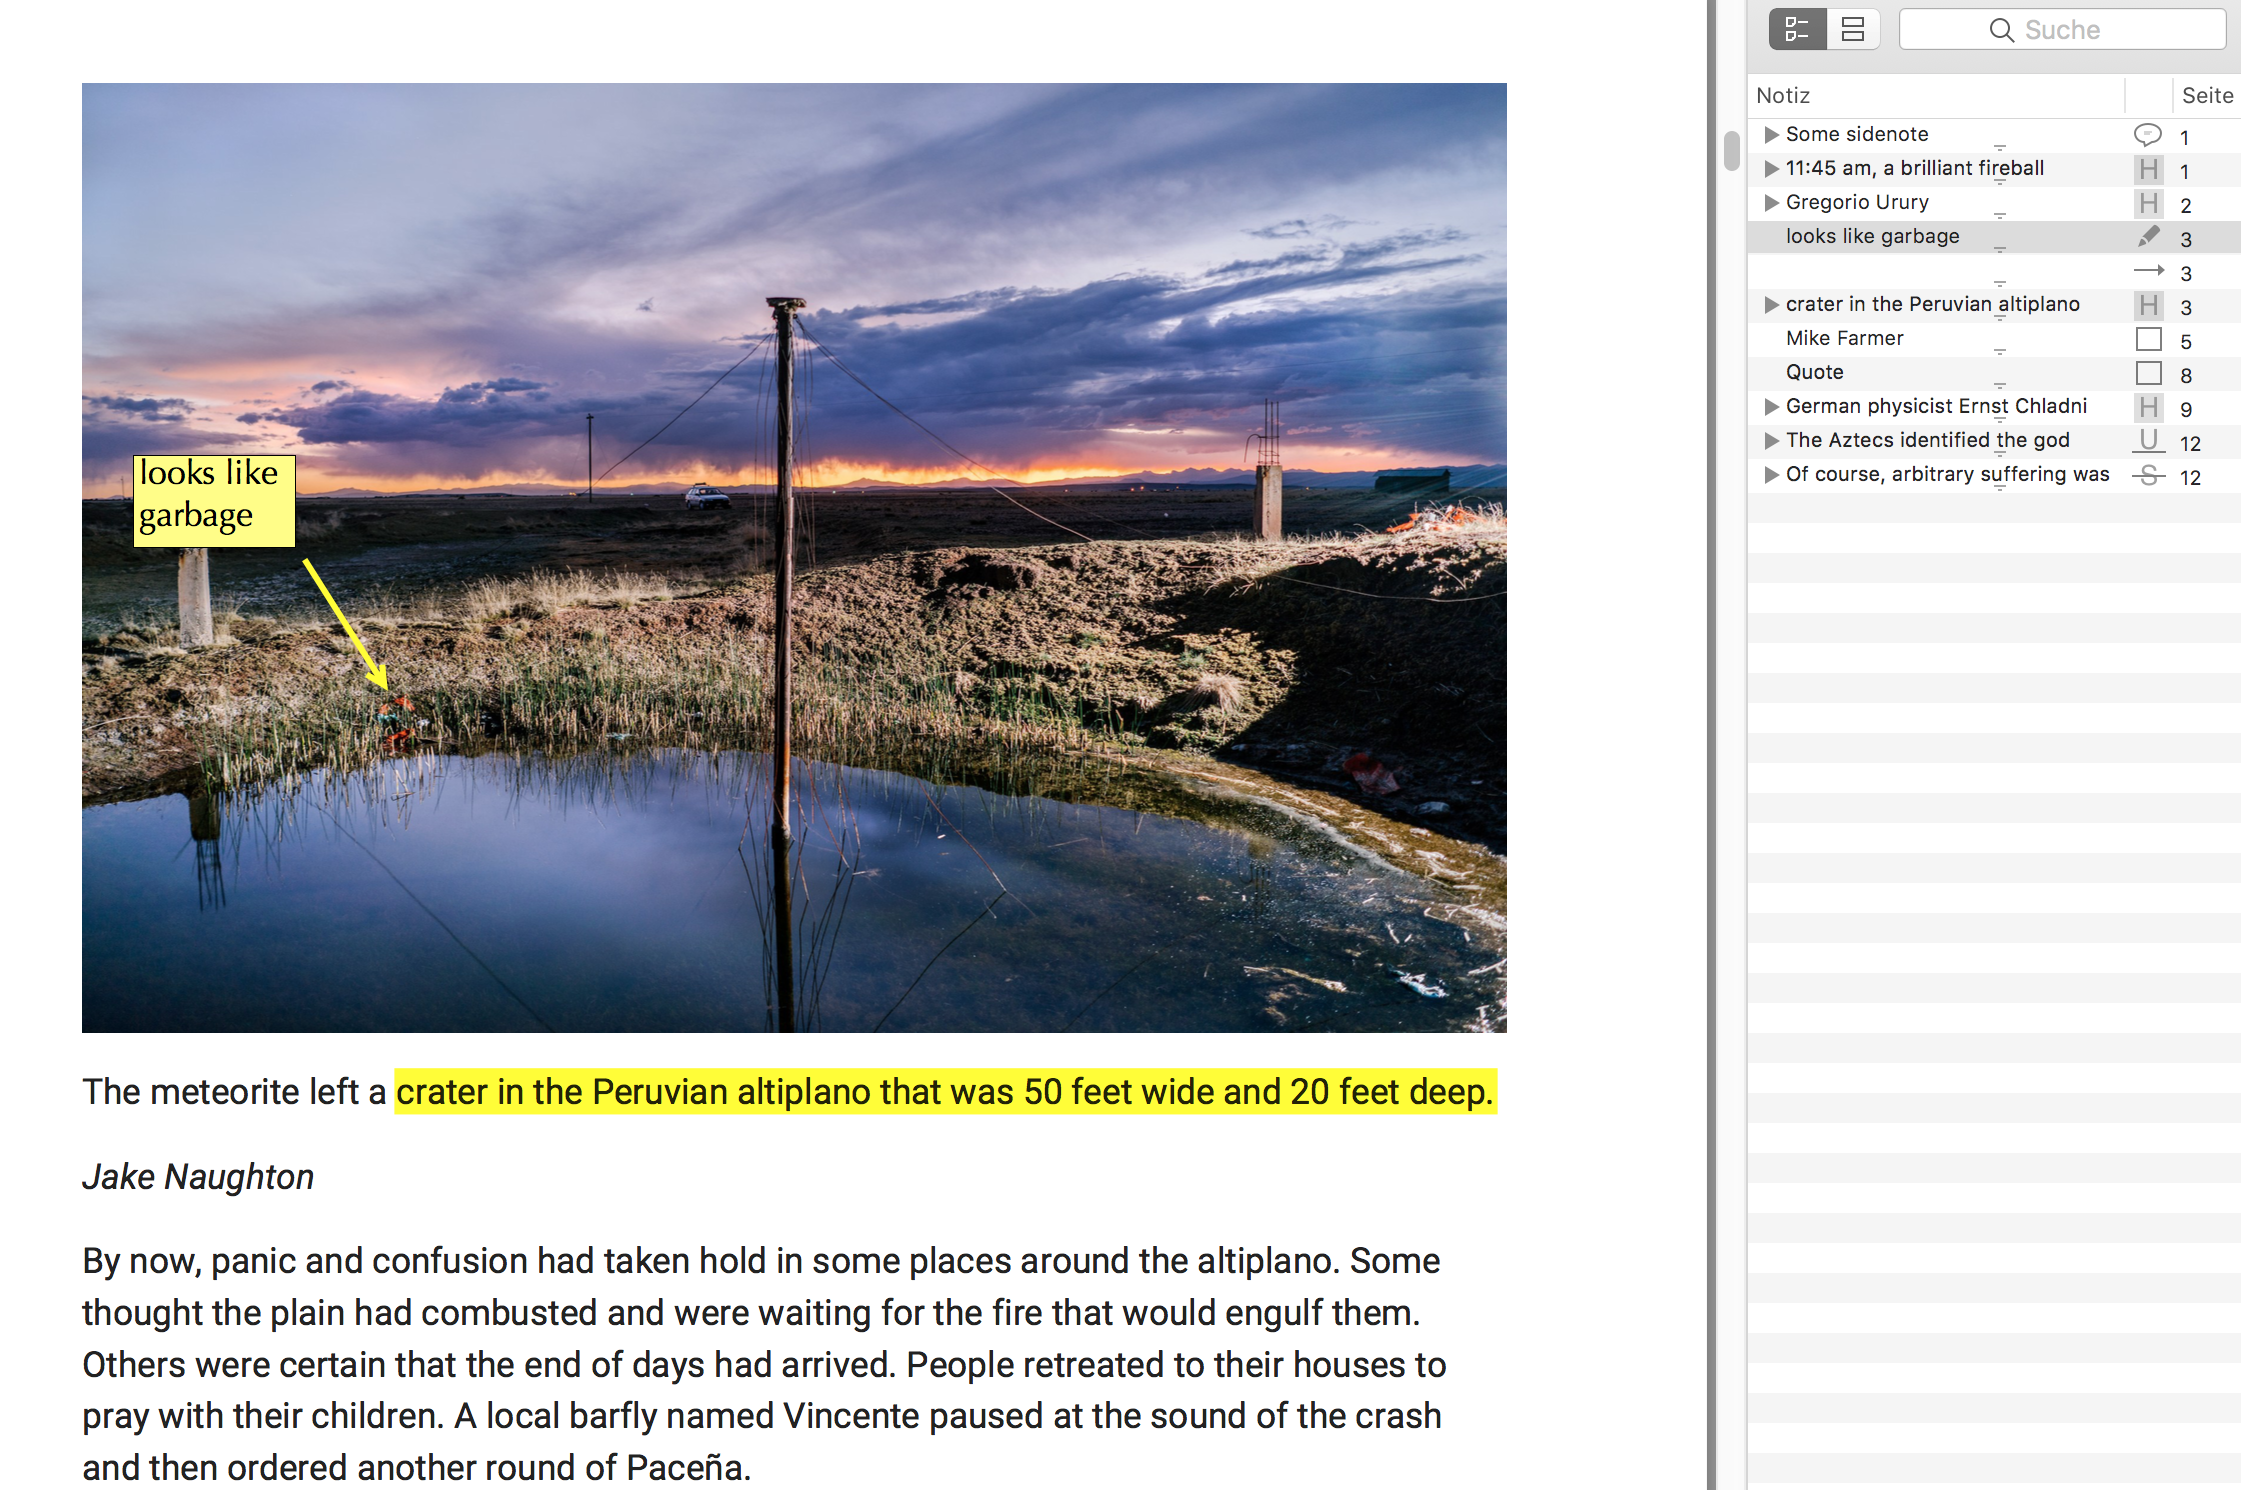 looks like
garbage
The meteorite left a crater in the Peruvian altiplano that was 50 feet wide and 20 feet deep.
Jake Naughton
By now, panic and confusion had taken hold in some places around the altiplano. Some
thought the plain had combusted and were waiting for the fire that would engulf them.
Others were certain that the end of days had arrived. People retreated to their houses to
pray with their children. A local barfly named Vincente paused at the sound of the crash
and then ordered another round of Paceña.
Suche
Notiz Seite
Some sidenote 1
11:45 am, a brilliant fireball H 1
Gregorio Urury H 2
looks like garbage 3
3
crater in the Peruvian altiplano H 3
Mike Farmer 5
Quote 8
German physicist Ernst Chladni H 9
The Aztecs identified the god U 12
Of course, arbitrary suffering was S 12